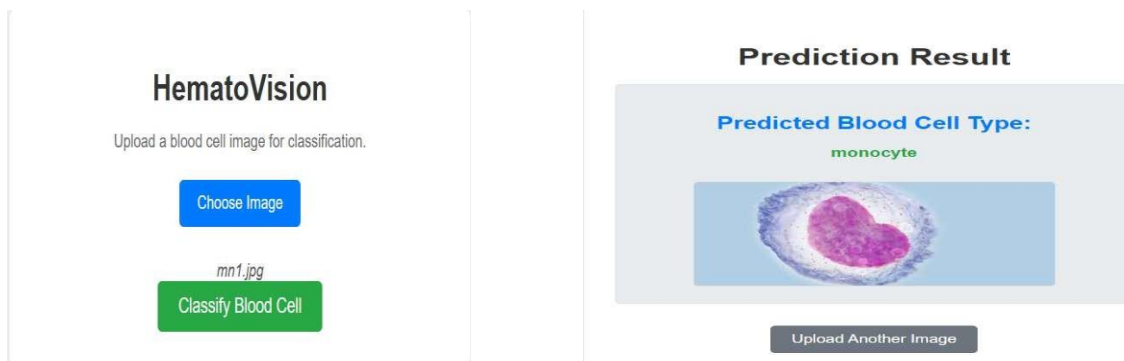 HematoVision
Upload a blood cell image for classification.
Choose Image
mn1.jpg
Classify Blood Cell
Prediction Result
Predicted Blood Cell Type:
monocyte
Upload Another Image